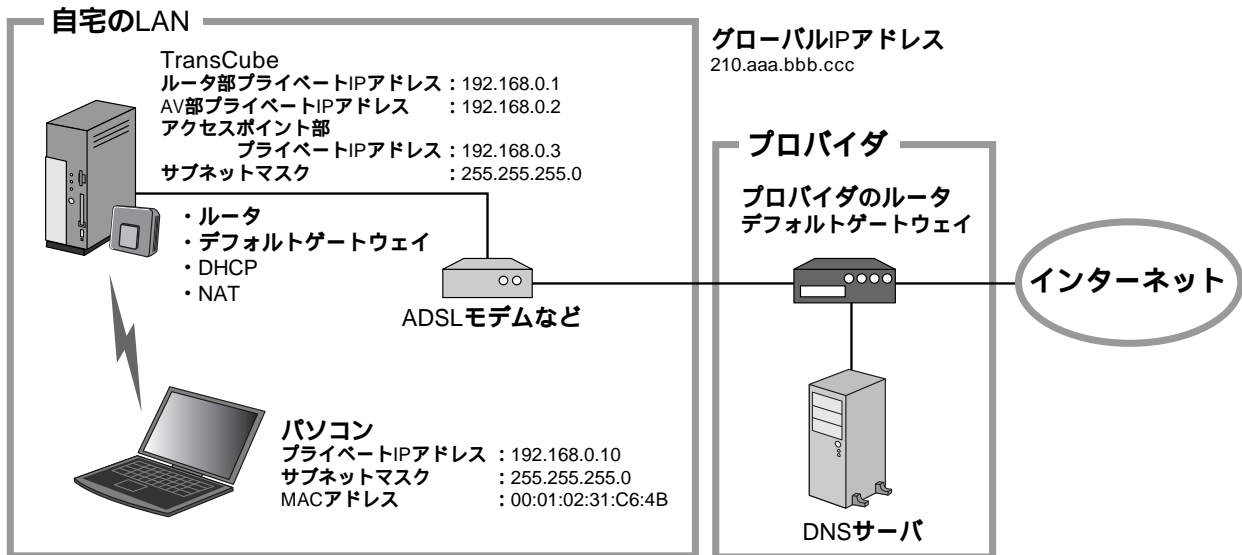 自宅のLAN
TransCube
ルータ部プライベートIPアドレス：192.168.0.1
AV部プライベートIPアドレス　：192.168.0.2
アクセスポイント部
プライベートIPアドレス：192.168.0.3
サブネットマスク　：255.255.255.0
・ルータ
・デフォルトゲートウェイ
・DHCP
・NAT
ADSLモデムなど
パソコン
プライベートIPアドレス ：192.168.0.10
サブネットマスク　：255.255.255.0
MACアドレス　：00:01:02:31:C6:4B
グローバルIPアドレス
210.aaa.bbb.ccc
プロバイダ
プロバイダのルータ
デフォルトゲートウェイ
DNSサーバ
インターネット